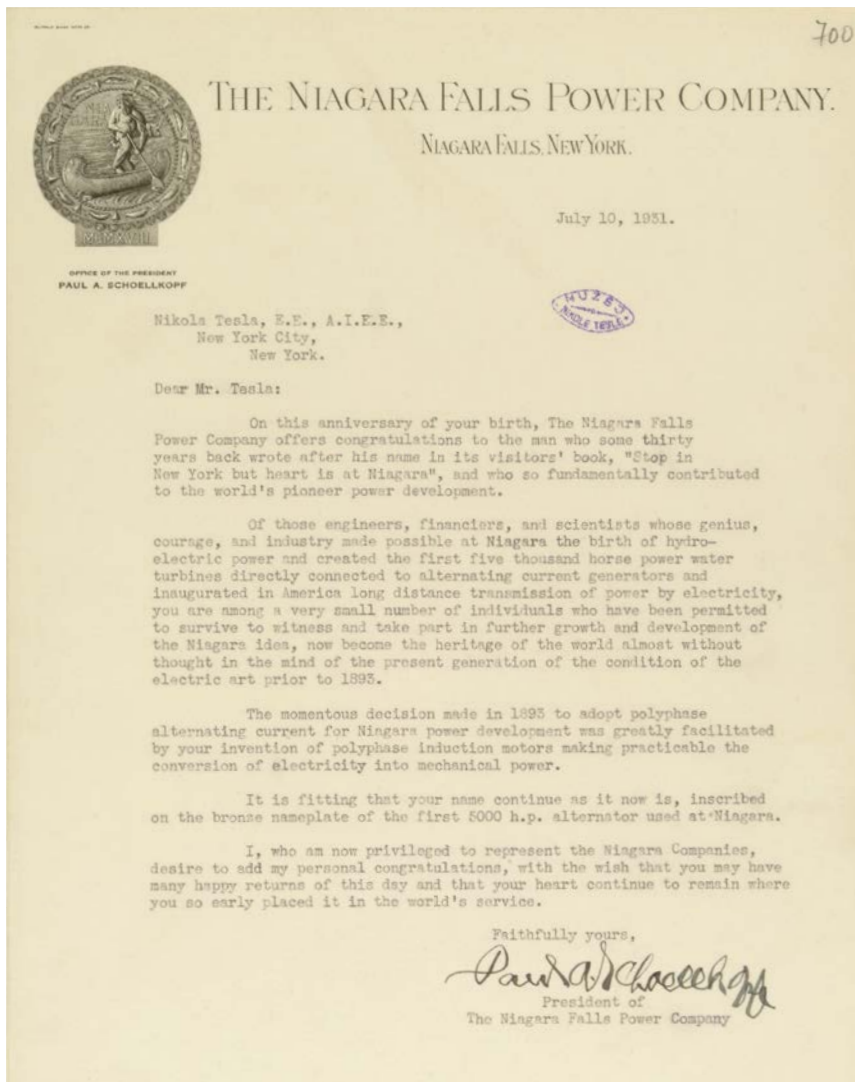 700
THE NIAGARA FALLS POWER COMPANY.
NIAGARA FALLS, NEW YORK.
July 10, 1931.
MCMXVIII
OFFICE OF THE PRESIDENT
PAUL A. SCHOELLKOPF
Nikola Tesla, E.E., A.I.E.E.,
New York City,
New York.
Dear Mr. Tesla:
On this anniversary of your birth, The Niagara Falls
Power Company offers congratulations to the man who some thirty
years back wrote after his name in its visitors' book, "Stop in
New York but heart is at Niagara", and who so fundamentally contributed
to the world's pioneer power development.
Of those engineers, financiers, and scientists whose genius,
courage, and industry made possible at Niagara the birth of hydro-
electric power and created the first five thousand horse power water
turbines directly connected to alternating current generators and
inaugurated in America long distance transmission of power by electricity,
you are among a very small number of individuals who have been permitted
to survive to witness and take part in further growth and development of
the Niagara idea, now become the heritage of the world almost without
thought in the mind of the present generation of the condition of the
electric art prior to 1893.
The momentous decision made in 1893 to adopt polyphase
alternating current for Niagara power development was greatly facilitated
by your invention of polyphase induction motors making practicable the
conversion of electricity into mechanical power.
It is fitting that your name continue as it now is, inscribed
on the bronze nameplate of the first 5000 h.p. alternator used at Niagara.
I, who am now privileged to represent the Niagara Companies,
desire to add my personal congratulations, with the wish that you may have
many happy returns of this day and that your heart continue to remain where
you so early placed it in the world's service.
Faithfully yours,
Paul A. Schoellkopf
President of
The Niagara Falls Power Company